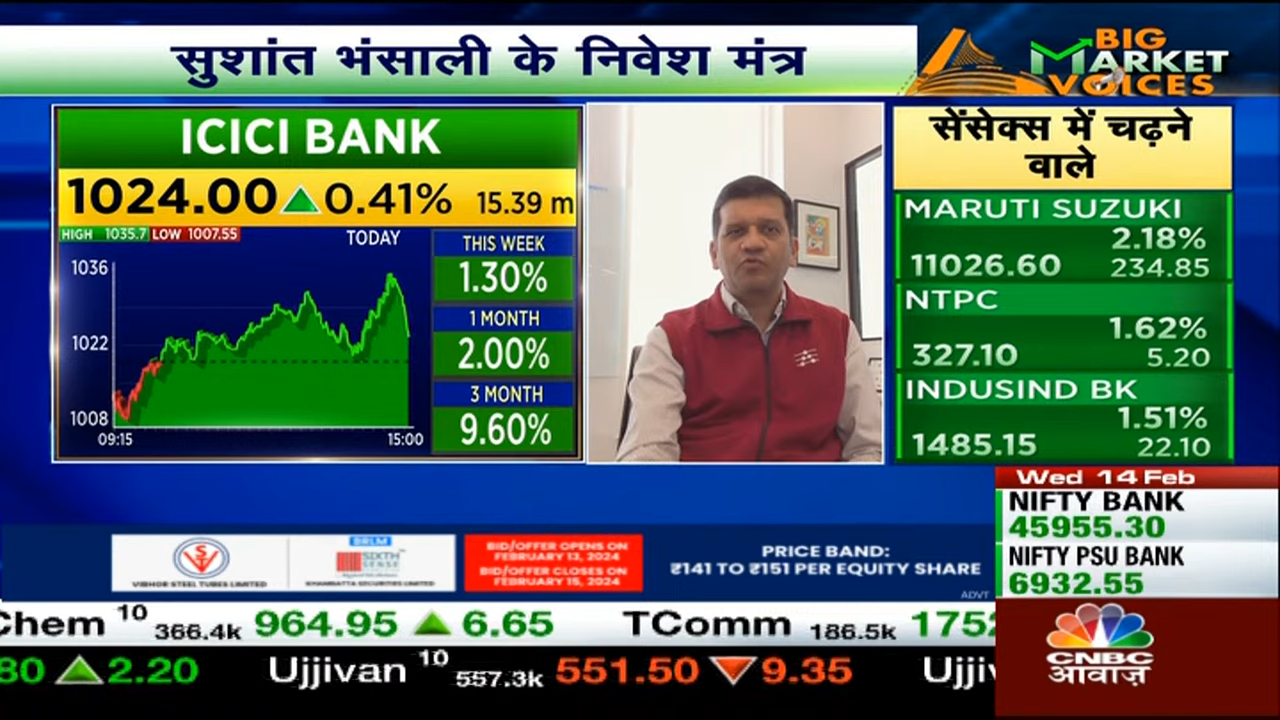 सुशांत भंसाली के निवेश मंत्र
BIG
MARKET
VOICES
ICICI BANK
1024.00 0.41% 15.39 m
HIGH 1035.7 LOW 1007.55
TODAY
1036
1022
1008
09:15 15:00
THIS WEEK
1.30%
1 MONTH
2.00%
3 MONTH
9.60%
सेंसेक्स में चढ़ने
वाले
MARUTI SUZUKI
2.18%
11026.60 234.85
NTPC
1.62%
327.10 5.20
INDUSIND BK
1.51%
1485.15 22.10
Wed 14 Feb
NIFTY BANK
45955.30
NIFTY PSU BANK
6932.55
VIBHOR STEEL TUBES LIMITED
BRLM
SIXTH
SENSE
KHAMBATTA SECURITIES LIMITED
BID/OFFER OPENS ON
FEBRUARY 13, 2024
BID/OFFER CLOSES ON
FEBRUARY 15, 2024
PRICE BAND:
₹141 TO ₹151 PER EQUITY SHARE
ADVT
Chem 10 366.4k 964.95 6.65 TComm 186.5k 1752
80 2.20 Ujjivan 10 557.3k 551.50 9.35 Ujjiv
CNBC
आवाज़